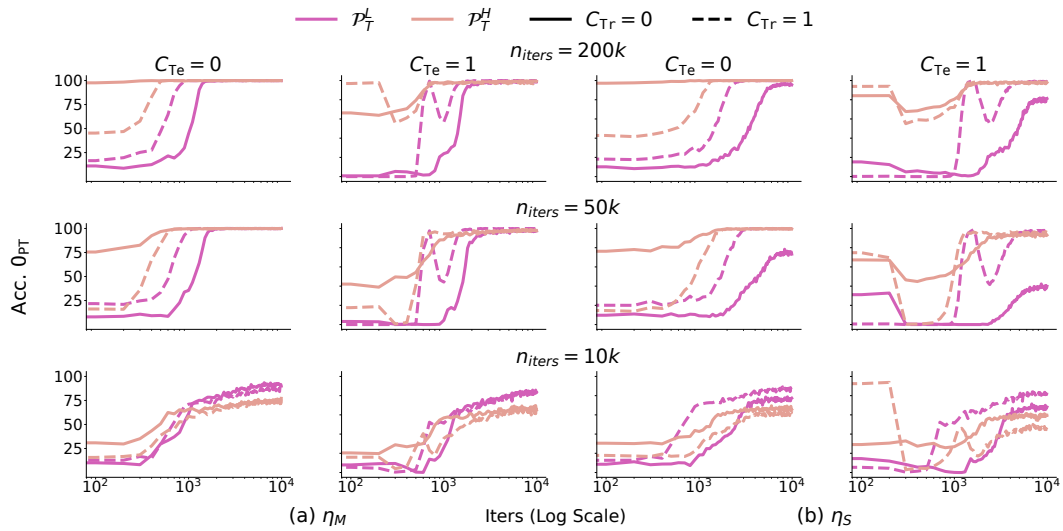 P_T^L P_T^H C_Tr = 0 C_Tr = 1
n_iters = 200k
C_Te = 0 C_Te = 1 C_Te = 0 C_Te = 1
100
75
50
25
n_iters = 50k
100
75
50
25
Acc. 0_PT
n_iters = 10k
100
75
50
25
10^2 10^3 10^4 10^2 10^3 10^4 10^2 10^3 10^4 10^2 10^3 10^4
(a) η_M Iters (Log Scale) (b) η_S